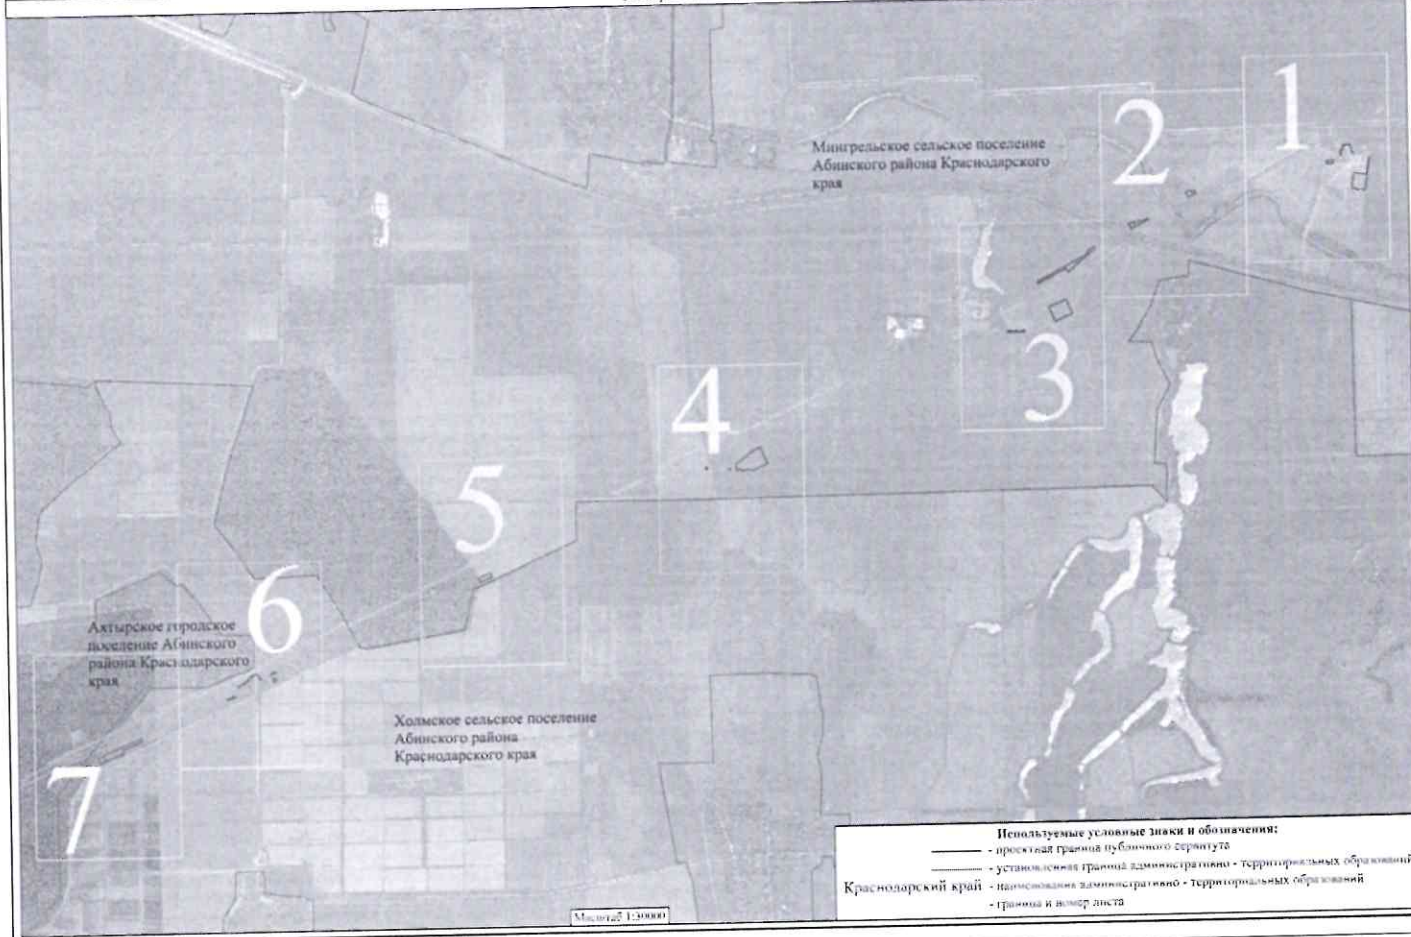 1
2
Мингрельское сельское поселение
Абинского района Краснодарского
края
3
4
5
6
Ахтырское городское
поселение Абинского
района Краснодарского
края
Холмское сельское поселение
Абинского района
Краснодарского края
7
Используемые условные знаки и обозначения:
- проектная граница публичного сервитута
- установленная граница административно - территориальных образований
Краснодарский край - наименования административно - территориальных образований
- граница и номер листа
Масштаб 1:30000